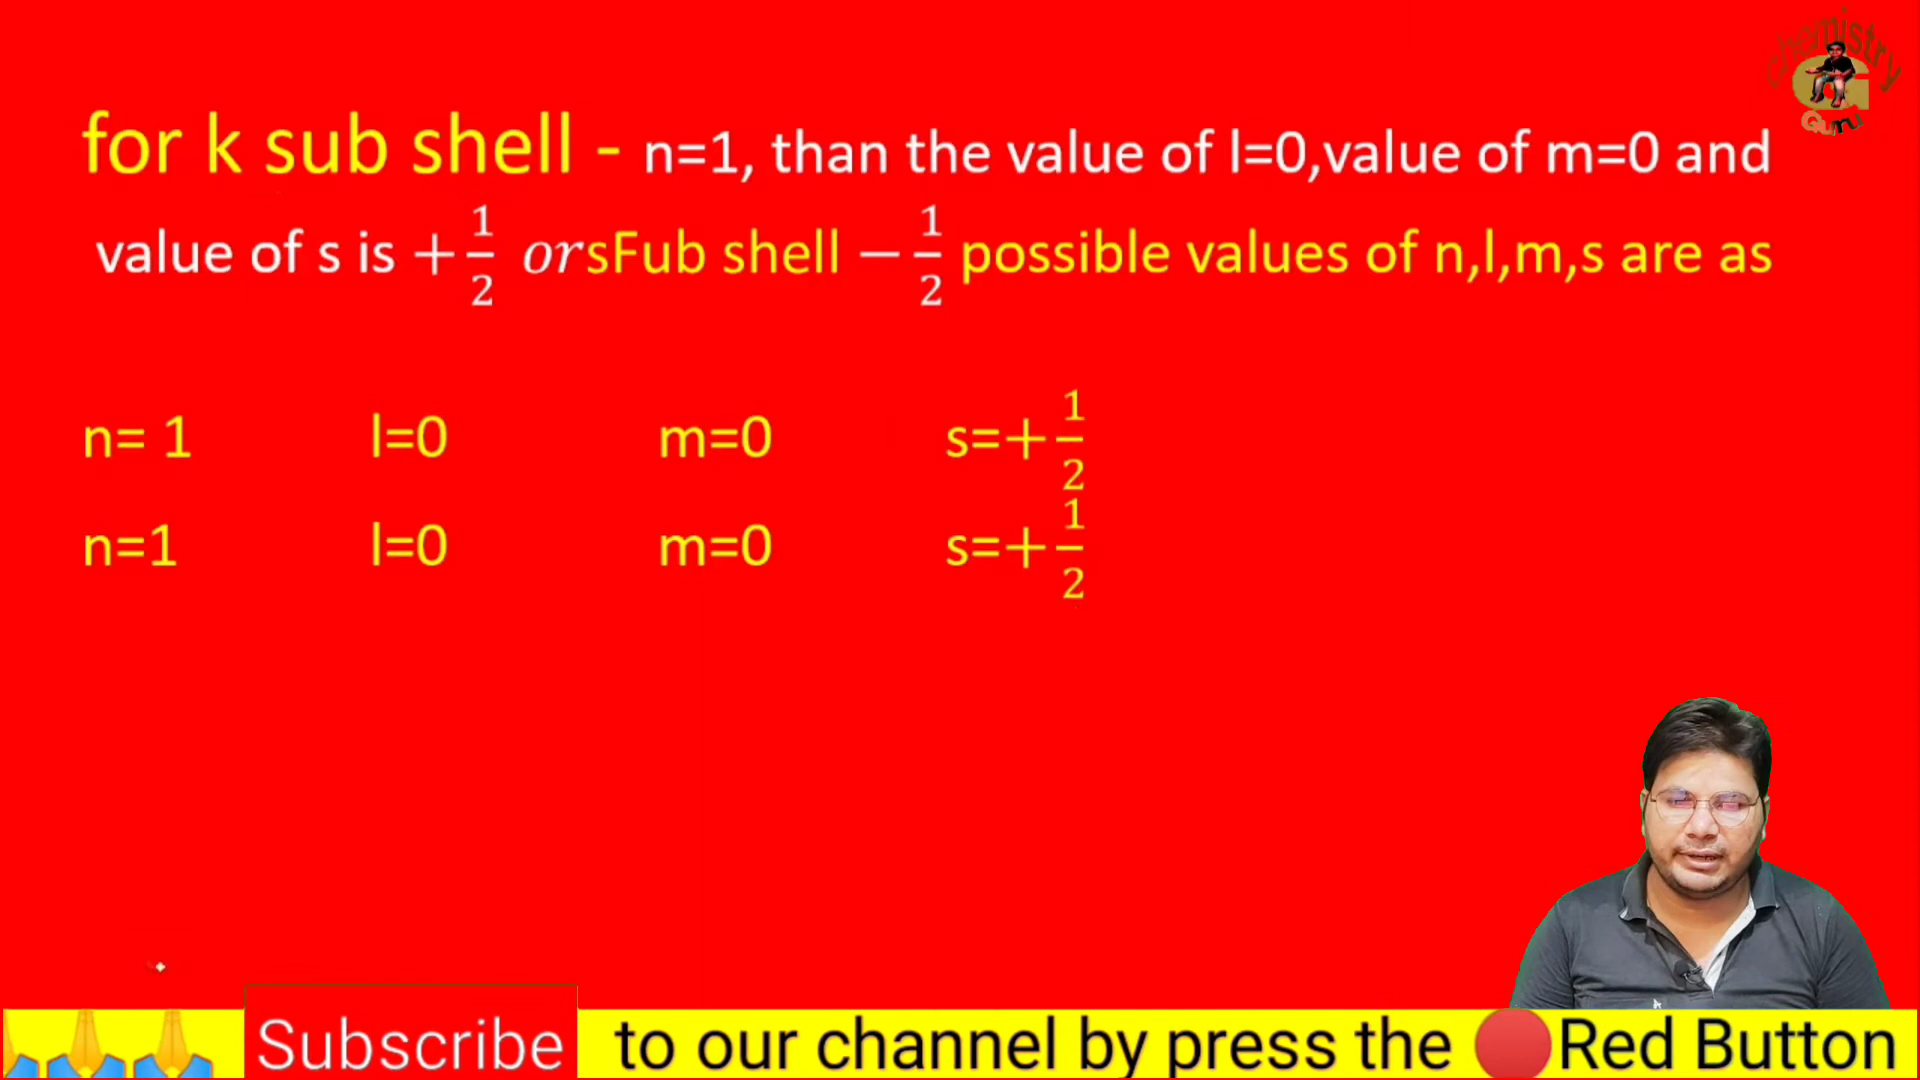 chemistry
G
Guru
for k sub shell - n=1, than the value of l=0,value of m=0 and
value of s is +1/2 orsFub shell −1/2 possible values of n,l,m,s are as
n= 1 l=0 m=0 s=+1/2
n=1 l=0 m=0 s=+1/2
Subscribe to our channel by press the Red Button